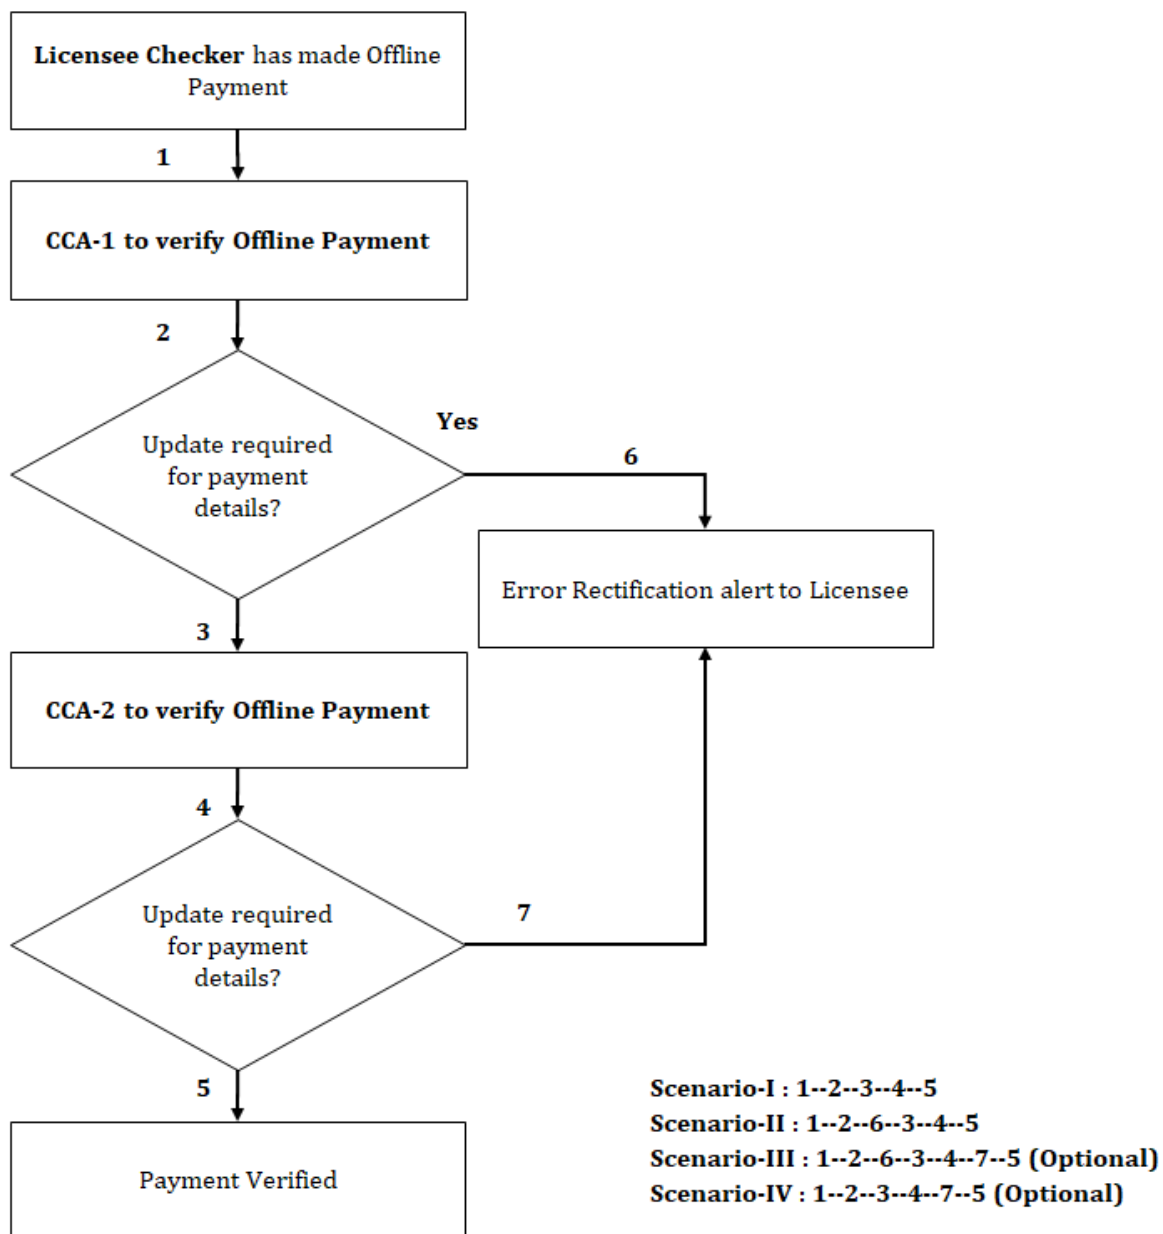 Licensee Checker has made Offline
Payment
1
CCA-1 to verify Offline Payment
2
Update required
for payment
details?
Yes
6
Error Rectification alert to Licensee
3
CCA-2 to verify Offline Payment
4
Update required
for payment
details?
7
5
Payment Verified
Scenario-I : 1--2--3--4--5
Scenario-II : 1--2--6--3--4--5
Scenario-III : 1--2--6--3--4--7--5 (Optional)
Scenario-IV : 1--2--3--4--7--5 (Optional)